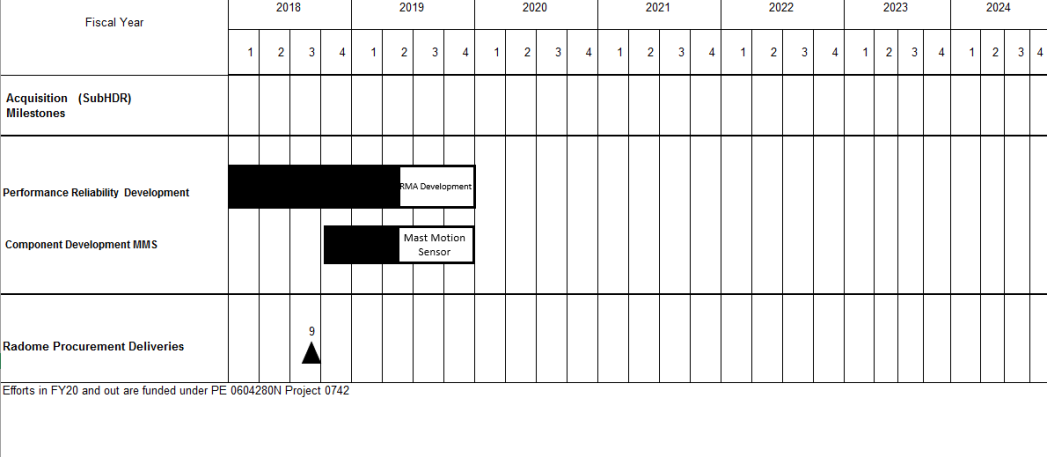 Fiscal Year
2018 2019 2020 2021 2022 2023 2024
1 2 3 4 1 2 3 4 1 2 3 4 1 2 3 4 1 2 3 4 1 2 3 4 1 2 3 4
Acquisition (SubHDR)
Milestones
Performance Reliability Development
RMA Development
Component Development MMS
Mast Motion
Sensor
9
Radome Procurement Deliveries
Efforts in FY20 and out are funded under PE 0604280N Project 0742